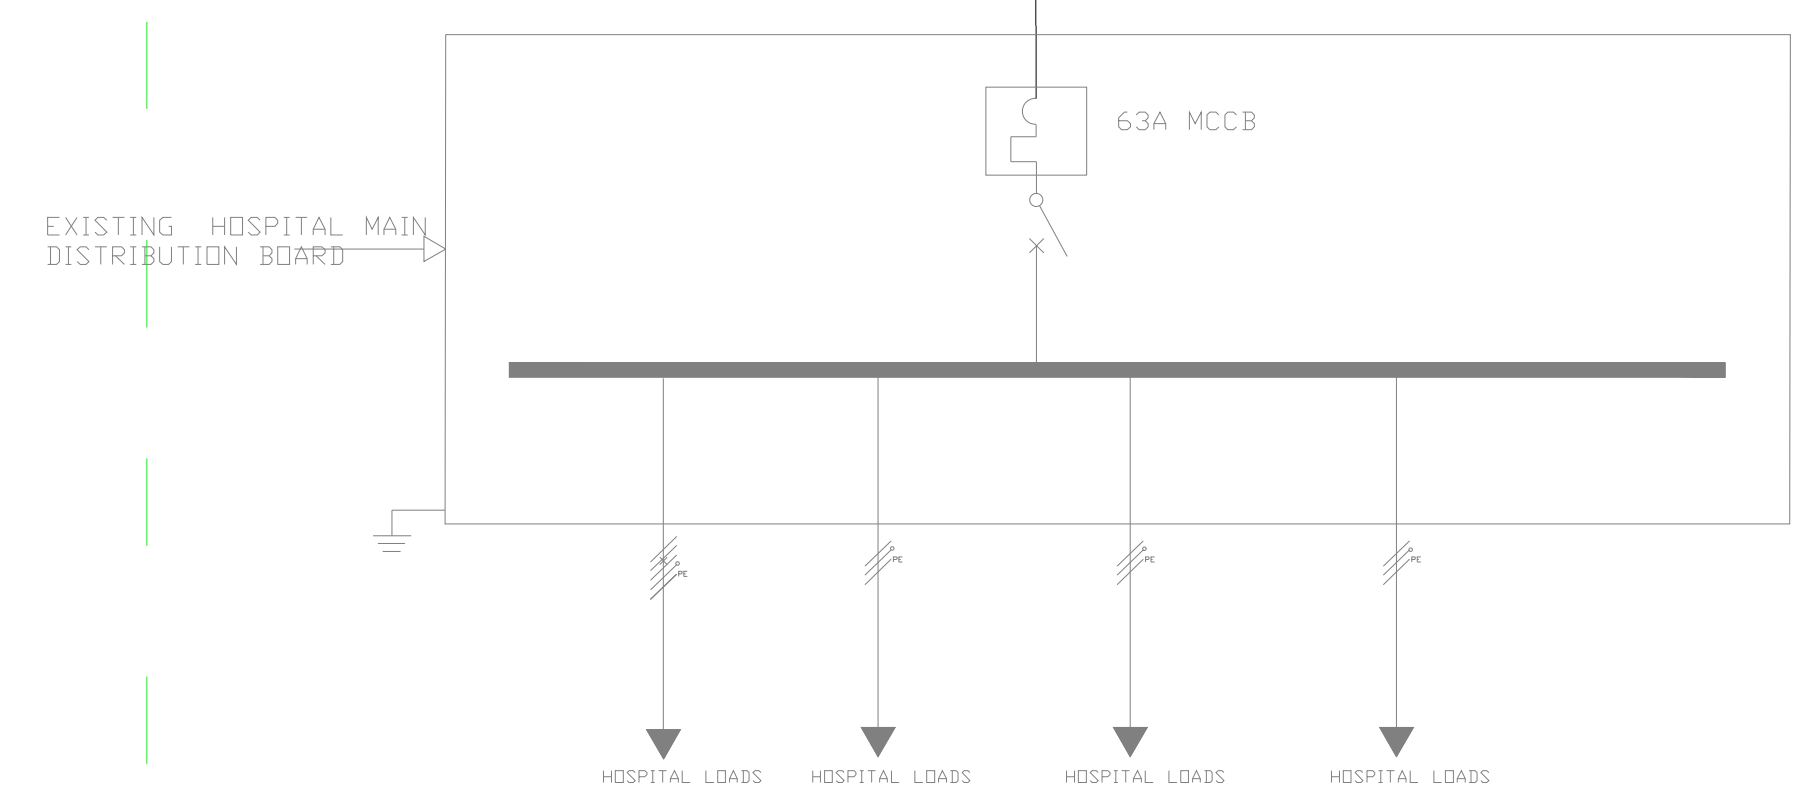 63A MCCB
EXISTING HOSPITAL MAIN
DISTRIBUTION BOARD
PE
PE
PE
PE
HOSPITAL LOADS
HOSPITAL LOADS
HOSPITAL LOADS
HOSPITAL LOADS